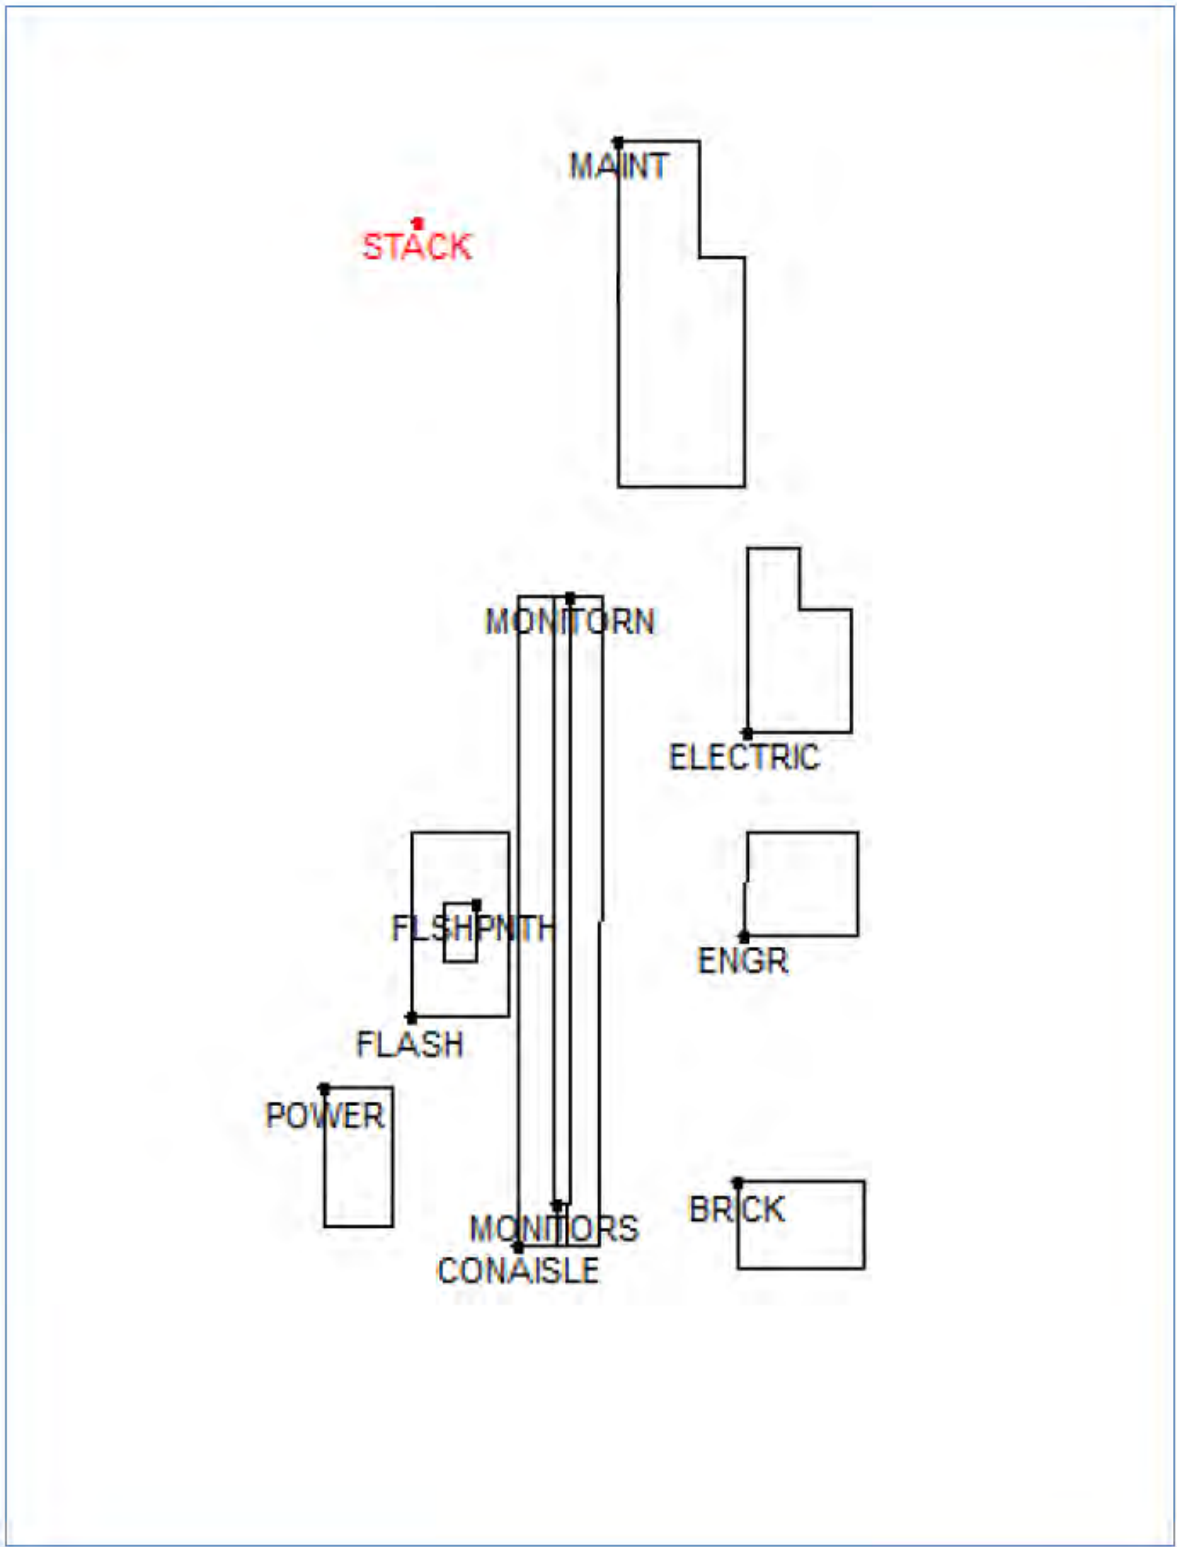 MAINT
STACK
MONITORN
ELECTRIC
FLSHPNTH
ENGR
FLASH
POWER
BRICK
MONITORS
CONAISLE